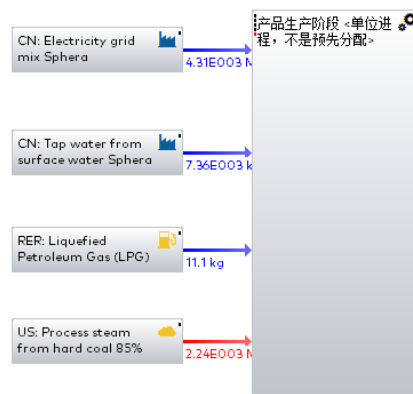 CN: Electricity grid
mix Sphera
4.31E003 M
CN: Tap water from
surface water Sphera
7.36E003 k
RER: Liquefied
Petroleum Gas (LPG)
11.1 kg
US: Process steam
from hard coal 85%
2.24E003 M
产品生产阶段 <单位进
程，不是预先分配>